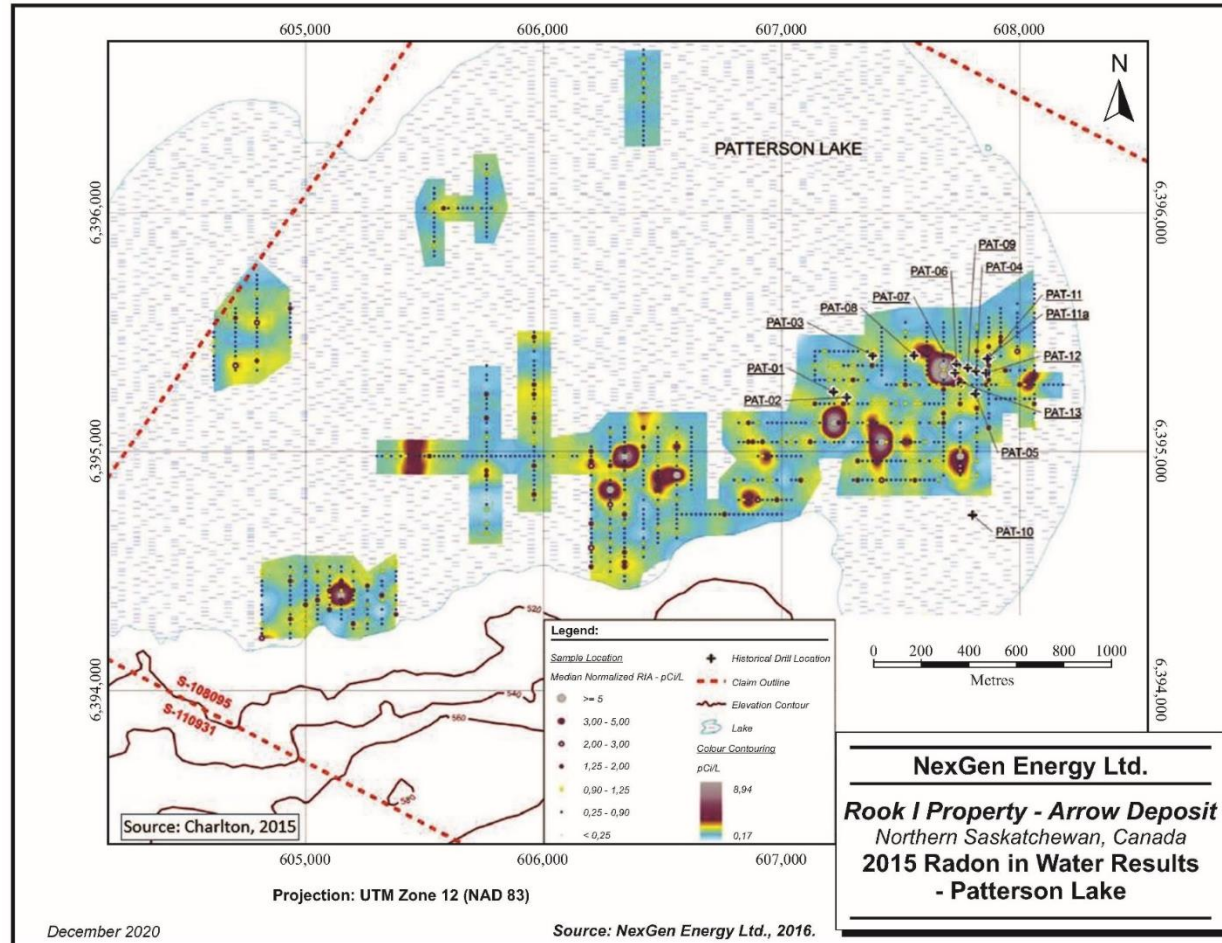 605,000 606,000 607,000 608,000
N
PATTERSON LAKE
6,396,000
6,396,000
PAT-09
PAT-06
PAT-04
PAT-07
PAT-11
PAT-08
PAT-11a
PAT-03
PAT-12
PAT-01
PAT-02
PAT-13
PAT-05
6,395,000
6,395,000
PAT-10
520
540
560
580
6,394,000
6,394,000
S-108095
S-110931
0 200 400 600 800 1000
Metres
Legend:
Sample Location
Median Normalized RIA - pCi/L
>= 5
3,00 - 5,00
2,00 - 3,00
1,25 - 2,00
0,90 - 1,25
0,25 - 0,90
< 0,25
Historical Drill Location
Claim Outline
Elevation Contour
Lake
Colour Contouring
pCi/L
8,94
0,17
Source: Charlton, 2015
605,000 606,000 607,000
NexGen Energy Ltd.
Rook I Property - Arrow Deposit
Northern Saskatchewan, Canada
2015 Radon in Water Results
- Patterson Lake
Projection: UTM Zone 12 (NAD 83)
December 2020
Source: NexGen Energy Ltd., 2016.